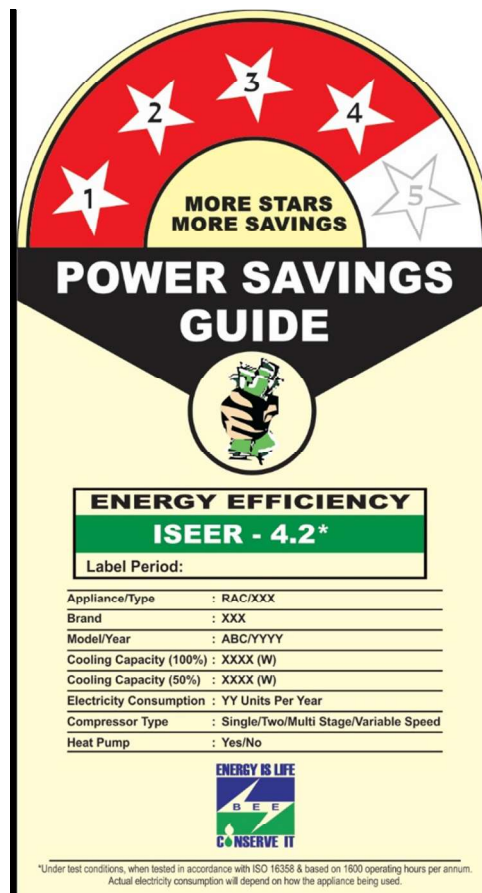 1 2 3 4 5
MORE STARS
MORE SAVINGS
POWER SAVINGS
GUIDE
ENERGY EFFICIENCY
ISEER - 4.2*
Label Period:
Appliance/Type : RAC/XXX
Brand : XXX
Model/Year : ABC/YYYY
Cooling Capacity (100%) : XXXX (W)
Cooling Capacity (50%) : XXXX (W)
Electricity Consumption : YY Units Per Year
Compressor Type : Single/Two/Multi Stage/Variable Speed
Heat Pump : Yes/No
ENERGY IS LIFE
BEE
CONSERVE IT
*Under test conditions, when tested in accordance with ISO 16358 & based on 1600 operating hours per annum.
Actual electricity consumption will depend on how the appliance being used.